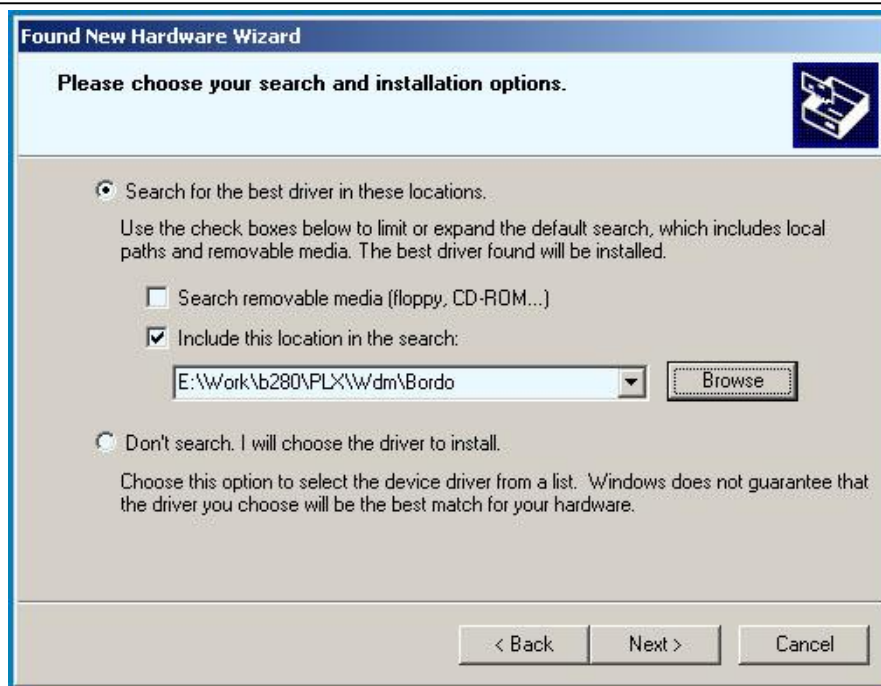 Found New Hardware Wizard
Please choose your search and installation options.
Search for the best driver in these locations.
Use the check boxes below to limit or expand the default search, which includes local
paths and removable media. The best driver found will be installed.
Search removable media (floppy, CD-ROM...)
Include this location in the search:
E:\Work\b280\PLX\Wdm\Bordo
Browse
Don't search. I will choose the driver to install.
Choose this option to select the device driver from a list. Windows does not guarantee that
the driver you choose will be the best match for your hardware.
< Back Next > Cancel